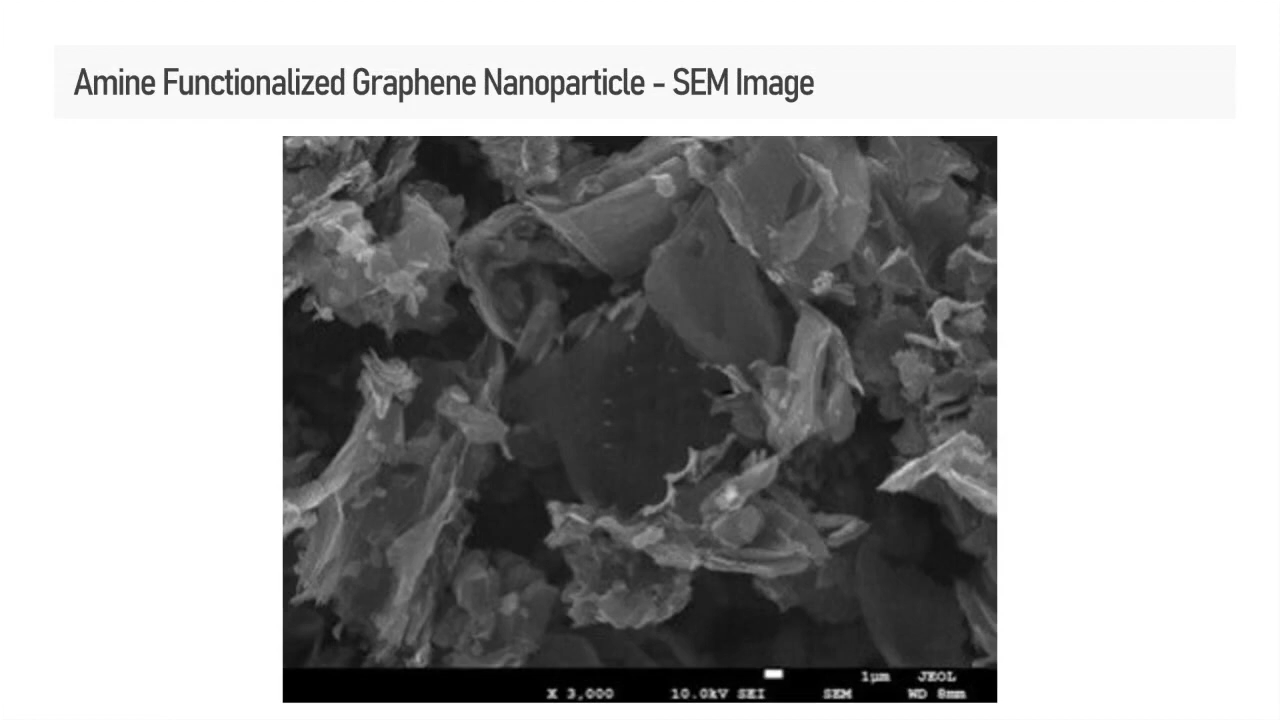 Amine Functionalized Graphene Nanoparticle - SEM Image
1µm JEOL
X 3,000 10.0kV SEI SEM WD 8mm